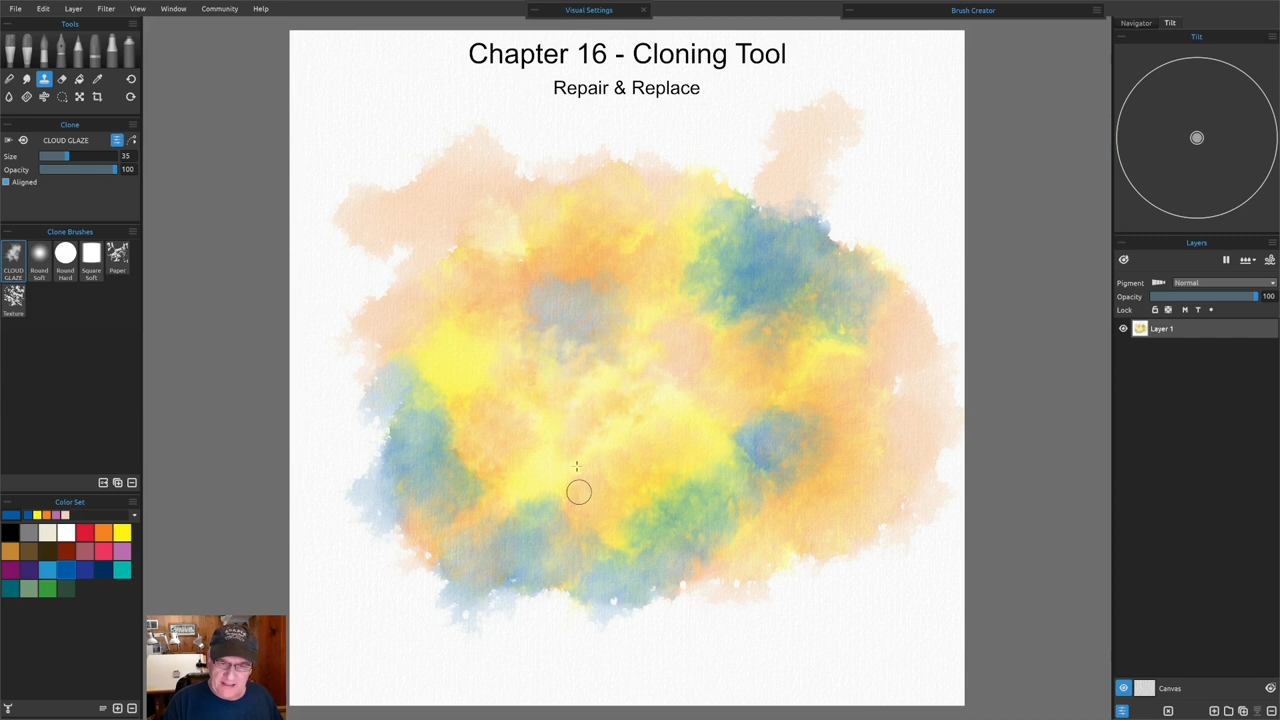 File Edit Layer Filter View Window Community Help
Visual Settings
Brush Creator
Tools
Navigator Tilt
Tilt
Chapter 16 - Cloning Tool
Repair & Replace
Clone
CLOUD GLAZE
Size 35
Opacity 100
Aligned
Clone Brushes
CLOUD GLAZE
Round Soft
Round Hard
Square Soft
Paper
Texture
Color Set
Layers
Pigment Normal
Opacity 100
Lock M T
Layer 1
Canvas